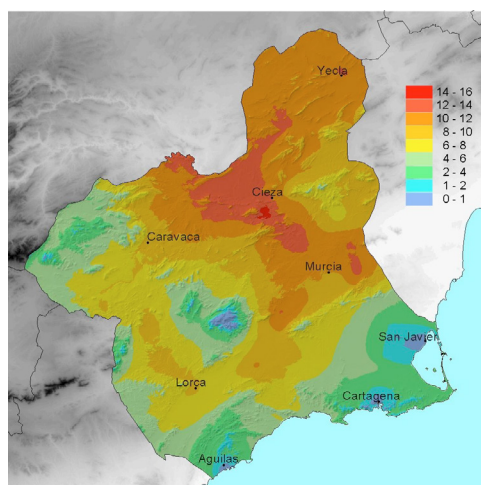 Yecla
14 - 16
12 - 14
10 - 12
8 - 10
6 - 8
4 - 6
2 - 4
1 - 2
0 - 1
Cieza
Caravaca
Murcia
San Javier
Lorca
Cartagena
Aguilas